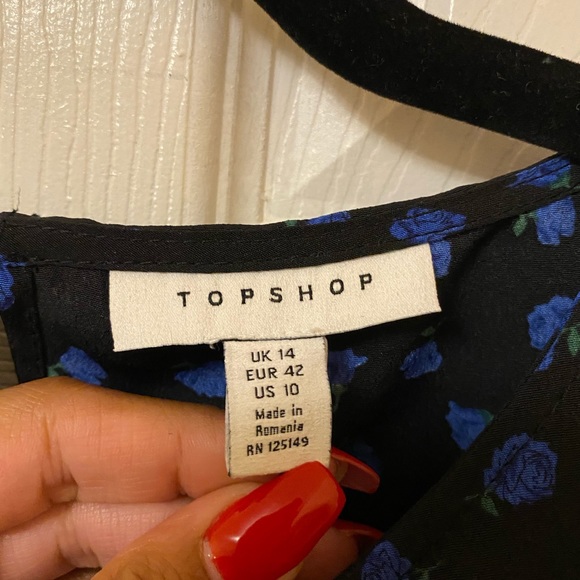 TOPSHOP
UK 14
EUR 42
US 10
Made in
Romania
RN 125149